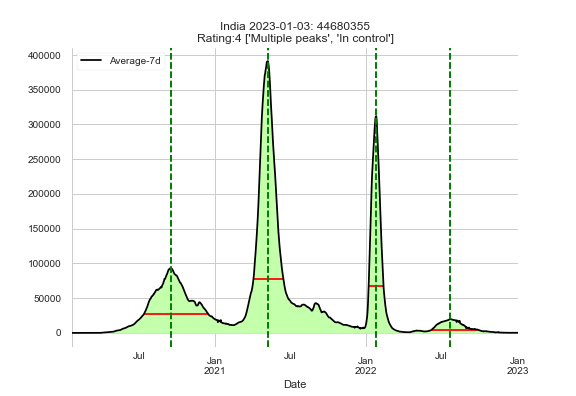 India 2023-01-03: 44680355
Rating:4 ['Multiple peaks', 'In control']
Average-7d
400000
350000
300000
250000
200000
150000
100000
50000
0
Jul
Jan
2021
Jul
Jan
2022
Jul
Jan
2023
Date